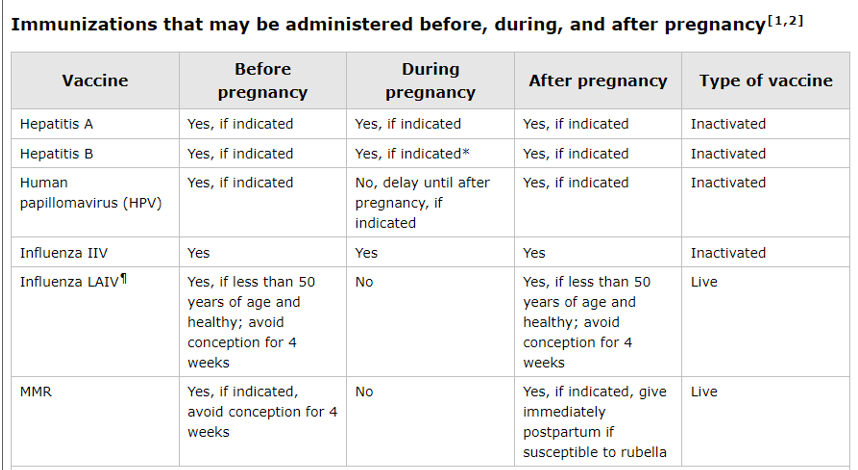 Immunizations that may be administered before, during, and after pregnancy[1,2]
Vaccine
Before
pregnancy
During
pregnancy
After pregnancy
Type of vaccine
Hepatitis A
Yes, if indicated
Yes, if indicated
Yes, if indicated
Inactivated
Hepatitis B
Yes, if indicated
Yes, if indicated*
Yes, if indicated
Inactivated
Human
papillomavirus (HPV)
Yes, if indicated
No, delay until after
pregnancy, if
indicated
Yes, if indicated
Inactivated
Influenza IIV
Yes
Yes
Yes
Inactivated
Influenza LAIV¶
Yes, if less than 50
years of age and
healthy; avoid
conception for 4
weeks
No
Yes, if less than 50
years of age and
healthy; avoid
conception for 4
weeks
Live
MMR
Yes, if indicated,
avoid conception for 4
weeks
No
Yes, if indicated, give
immediately
postpartum if
susceptible to rubella
Live